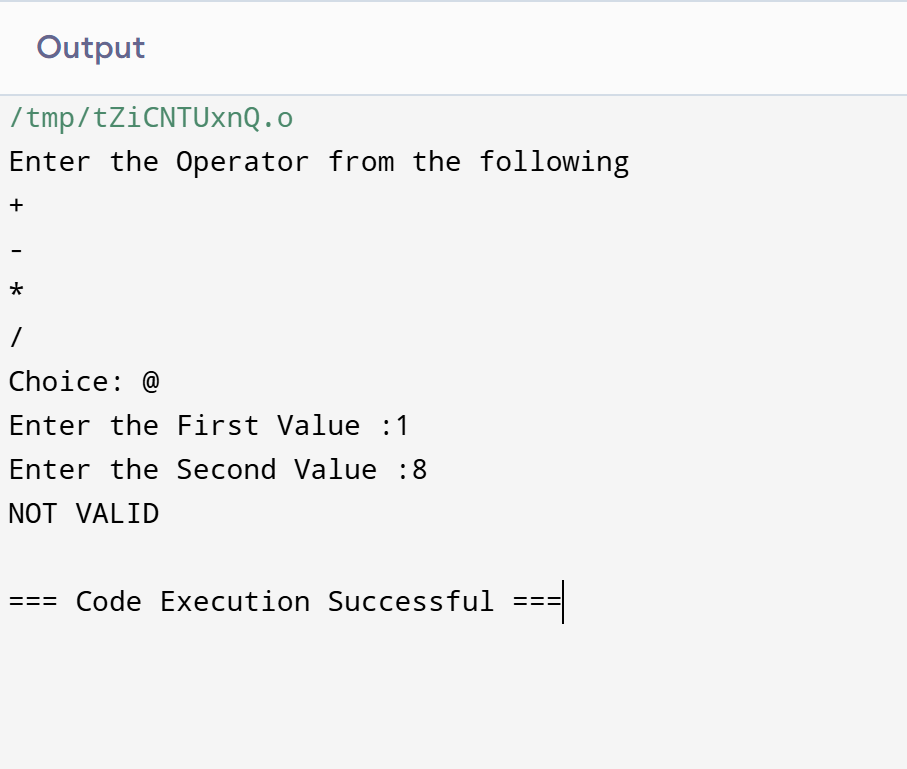 Output
/tmp/tZiCNTUxnQ.o
Enter the Operator from the following
+
-
*
/
Choice: @
Enter the First Value :1
Enter the Second Value :8
NOT VALID
=== Code Execution Successful ===